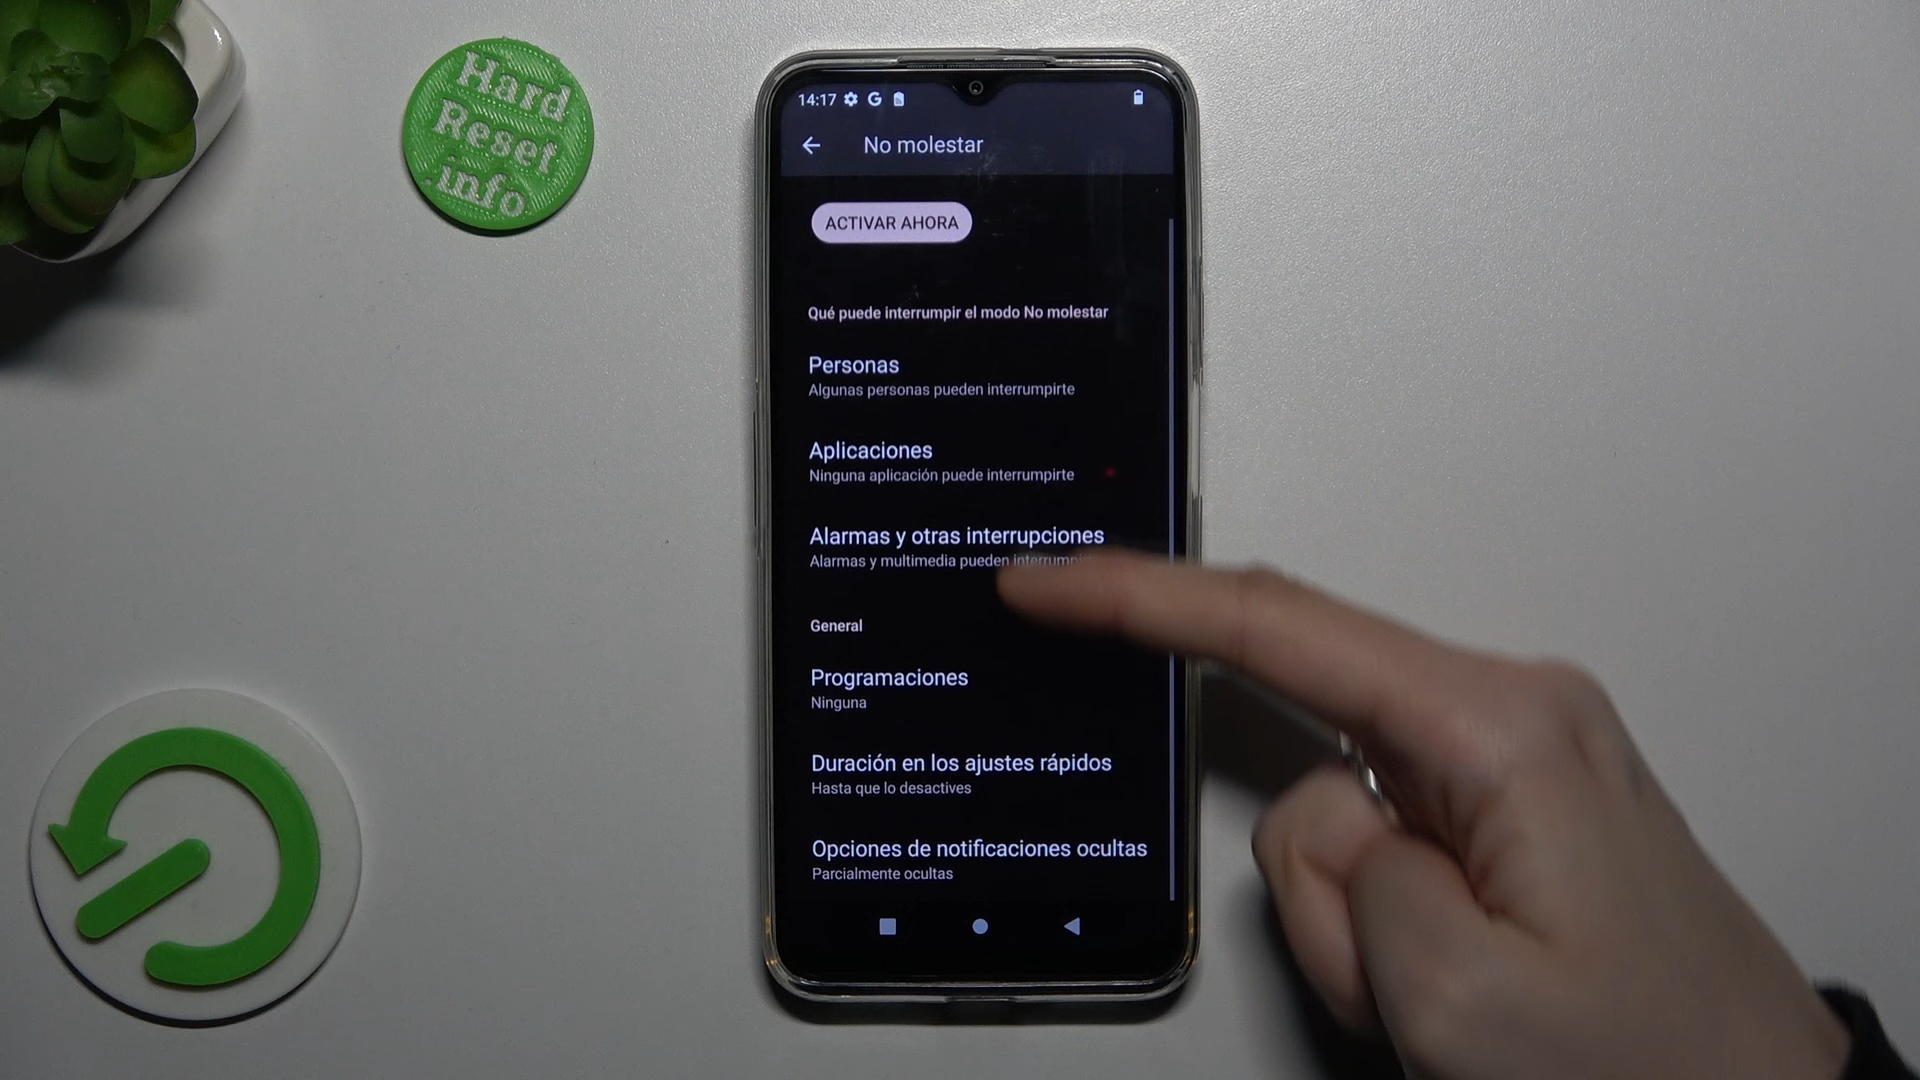 Hard
Reset
.info
14:17
No molestar
ACTIVAR AHORA
Qué puede interrumpir el modo No molestar
Personas
Algunas personas pueden interrumpirte
Aplicaciones
Ninguna aplicación puede interrumpirte
Alarmas y otras interrupciones
Alarmas y multimedia pueden
General
Programaciones
Ninguna
Duración en los ajustes rápidos
Hasta que lo desactives
Opciones de notificaciones ocultas
Parcialmente ocultas